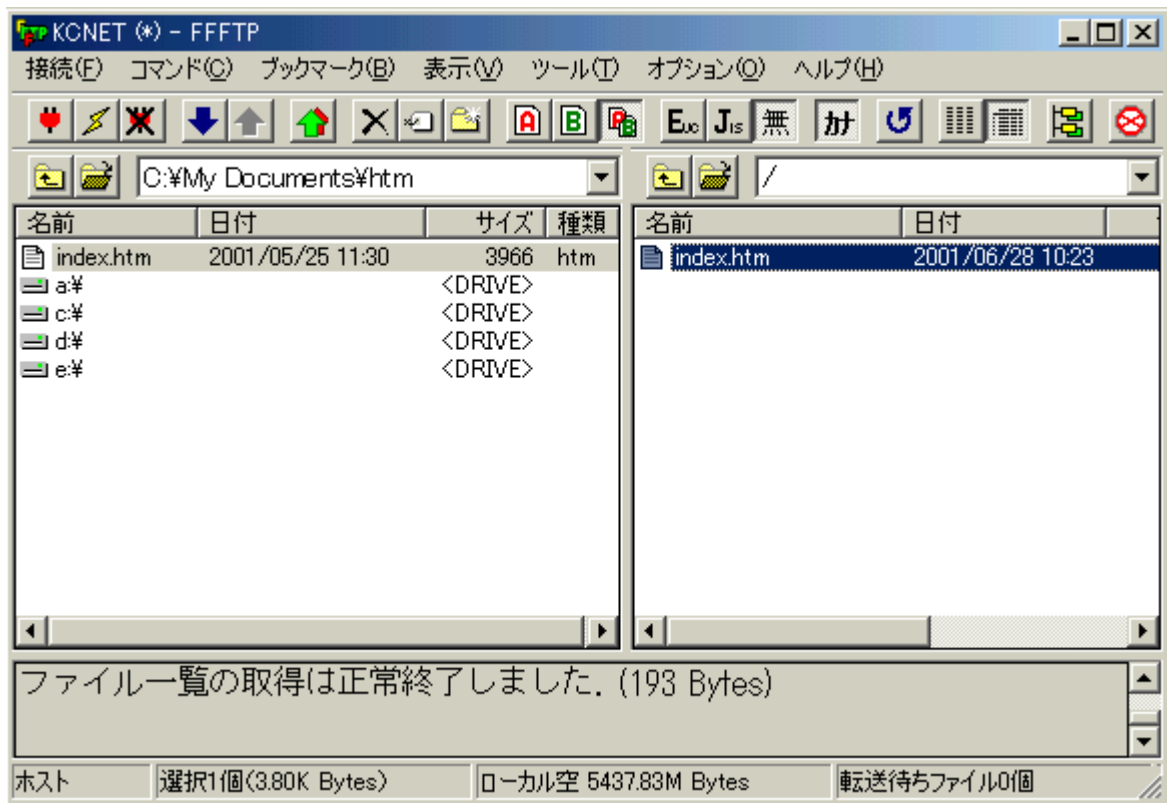 KCNET (*) - FFFTP
接続(F) コマンド(C) ブックマーク(B) 表示(V) ツール(T) オプション(O) ヘルプ(H)
A B A B Euc Jis 無 カナ
C:¥My Documents¥htm /
名前 日付 サイズ 種類 名前 日付
index.htm 2001/05/25 11:30 3966 htm index.htm 2001/06/28 10:23
a:¥ <DRIVE>
c:¥ <DRIVE>
d:¥ <DRIVE>
e:¥ <DRIVE>
ファイル一覧の取得は正常終了しました. (193 Bytes)
ホスト 選択1個(3.80K Bytes) ローカル空 5437.83M Bytes 転送待ちファイル0個